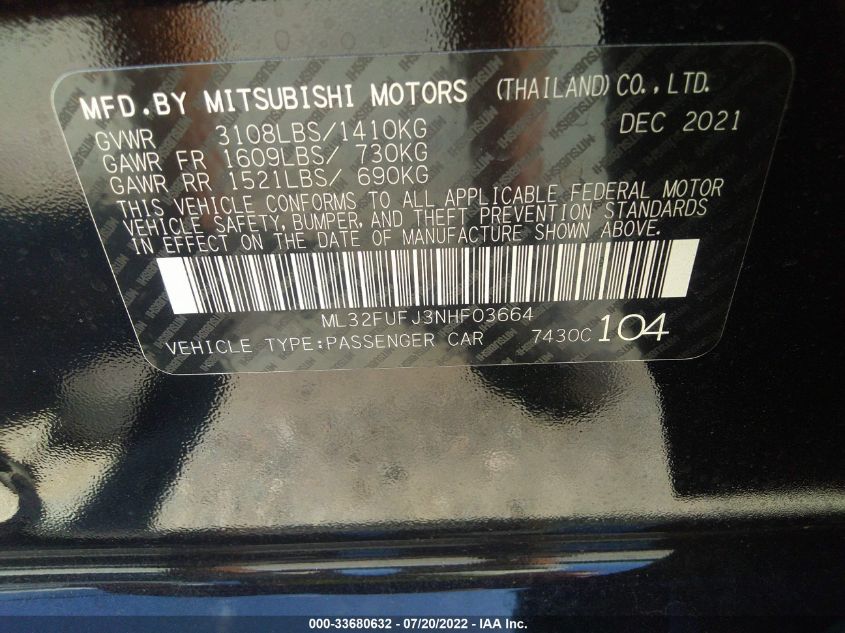 MFD.BY MITSUBISHI MOTORS (THAILAND) CO., LTD.
GVWR 3108LBS/1410KG DEC 2021
GAWR FR 1609LBS/ 730KG
GAWR RR 1521LBS/ 690KG
THIS VEHICLE CONFORMS TO ALL APPLICABLE FEDERAL MOTOR
VEHICLE SAFETY, BUMPER, AND THEFT PREVENTION STANDARDS
IN EFFECT ON THE DATE OF MANUFACTURE SHOWN ABOVE.
ML32FUFJ3NHF03664
VEHICLE TYPE:PASSENGER CAR 7430C 104
000-33680632 - 07/20/2022 - IAA Inc.